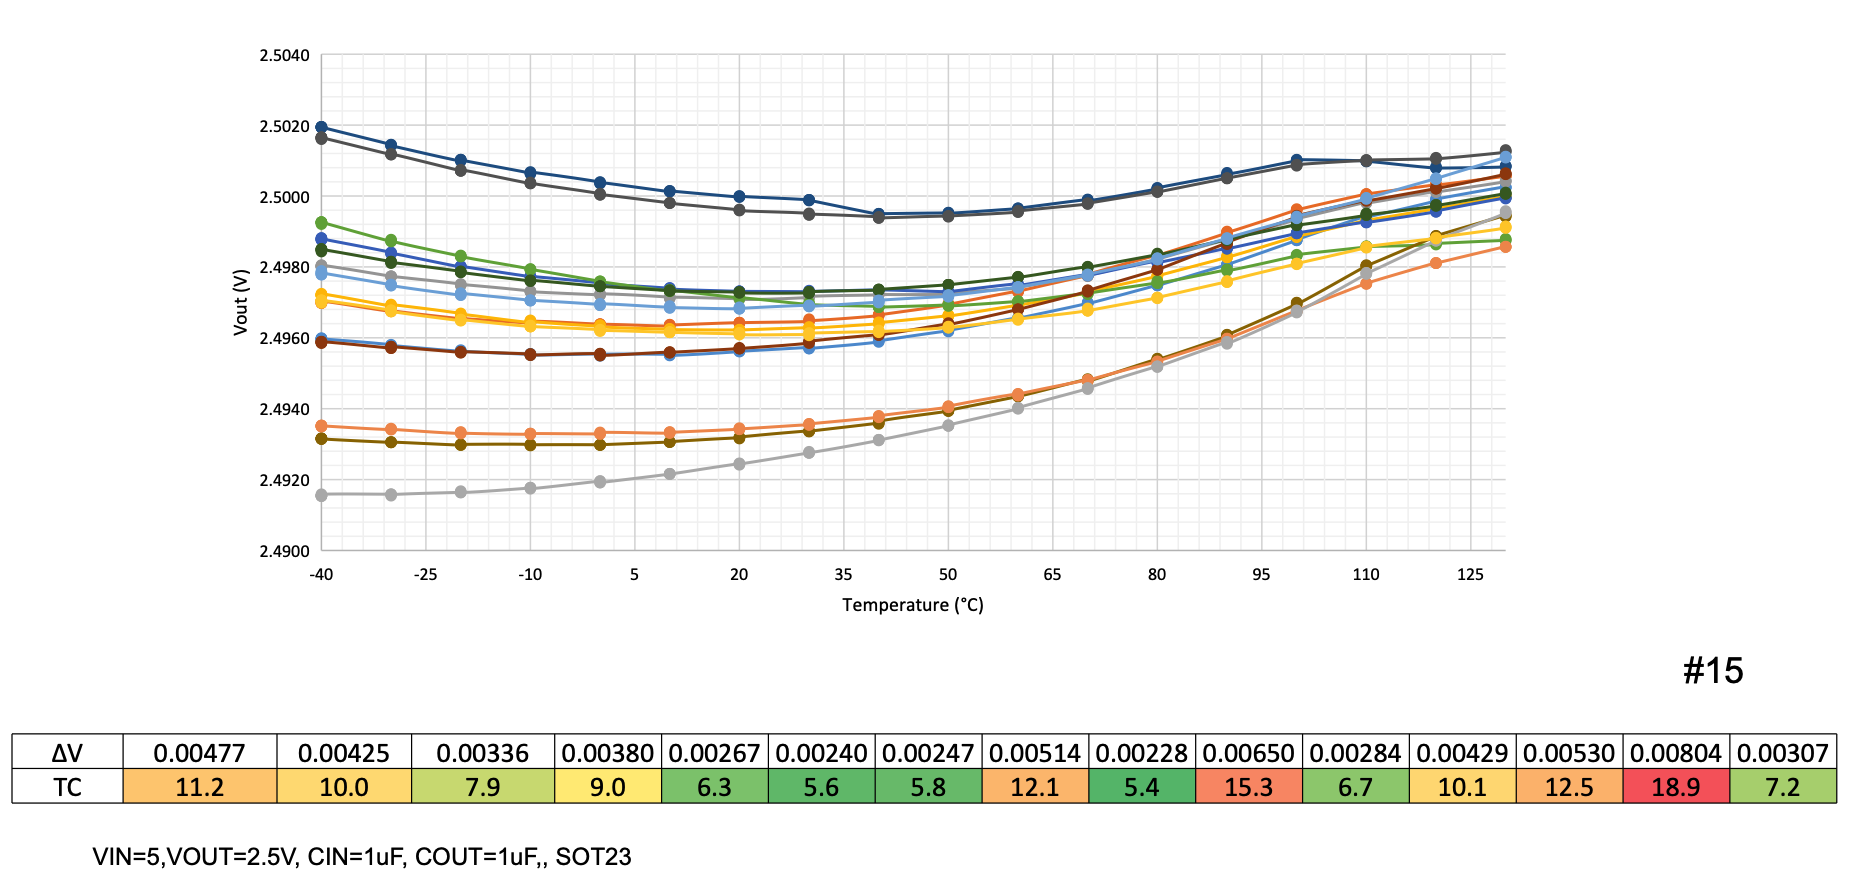 2.5040
2.5020
2.5000
2.4980
2.4960
2.4940
2.4920
2.4900
Vout (V)
-40 -25 -10 5 20 35 50 65 80 95 110 125
Temperature (°C)
#15
ΔV 0.00477 0.00425 0.00336 0.00380 0.00267 0.00240 0.00247 0.00514 0.00228 0.00650 0.00284 0.00429 0.00530 0.00804 0.00307
TC 11.2 10.0 7.9 9.0 6.3 5.6 5.8 12.1 5.4 15.3 6.7 10.1 12.5 18.9 7.2
VIN=5,VOUT=2.5V, CIN=1uF, COUT=1uF,, SOT23